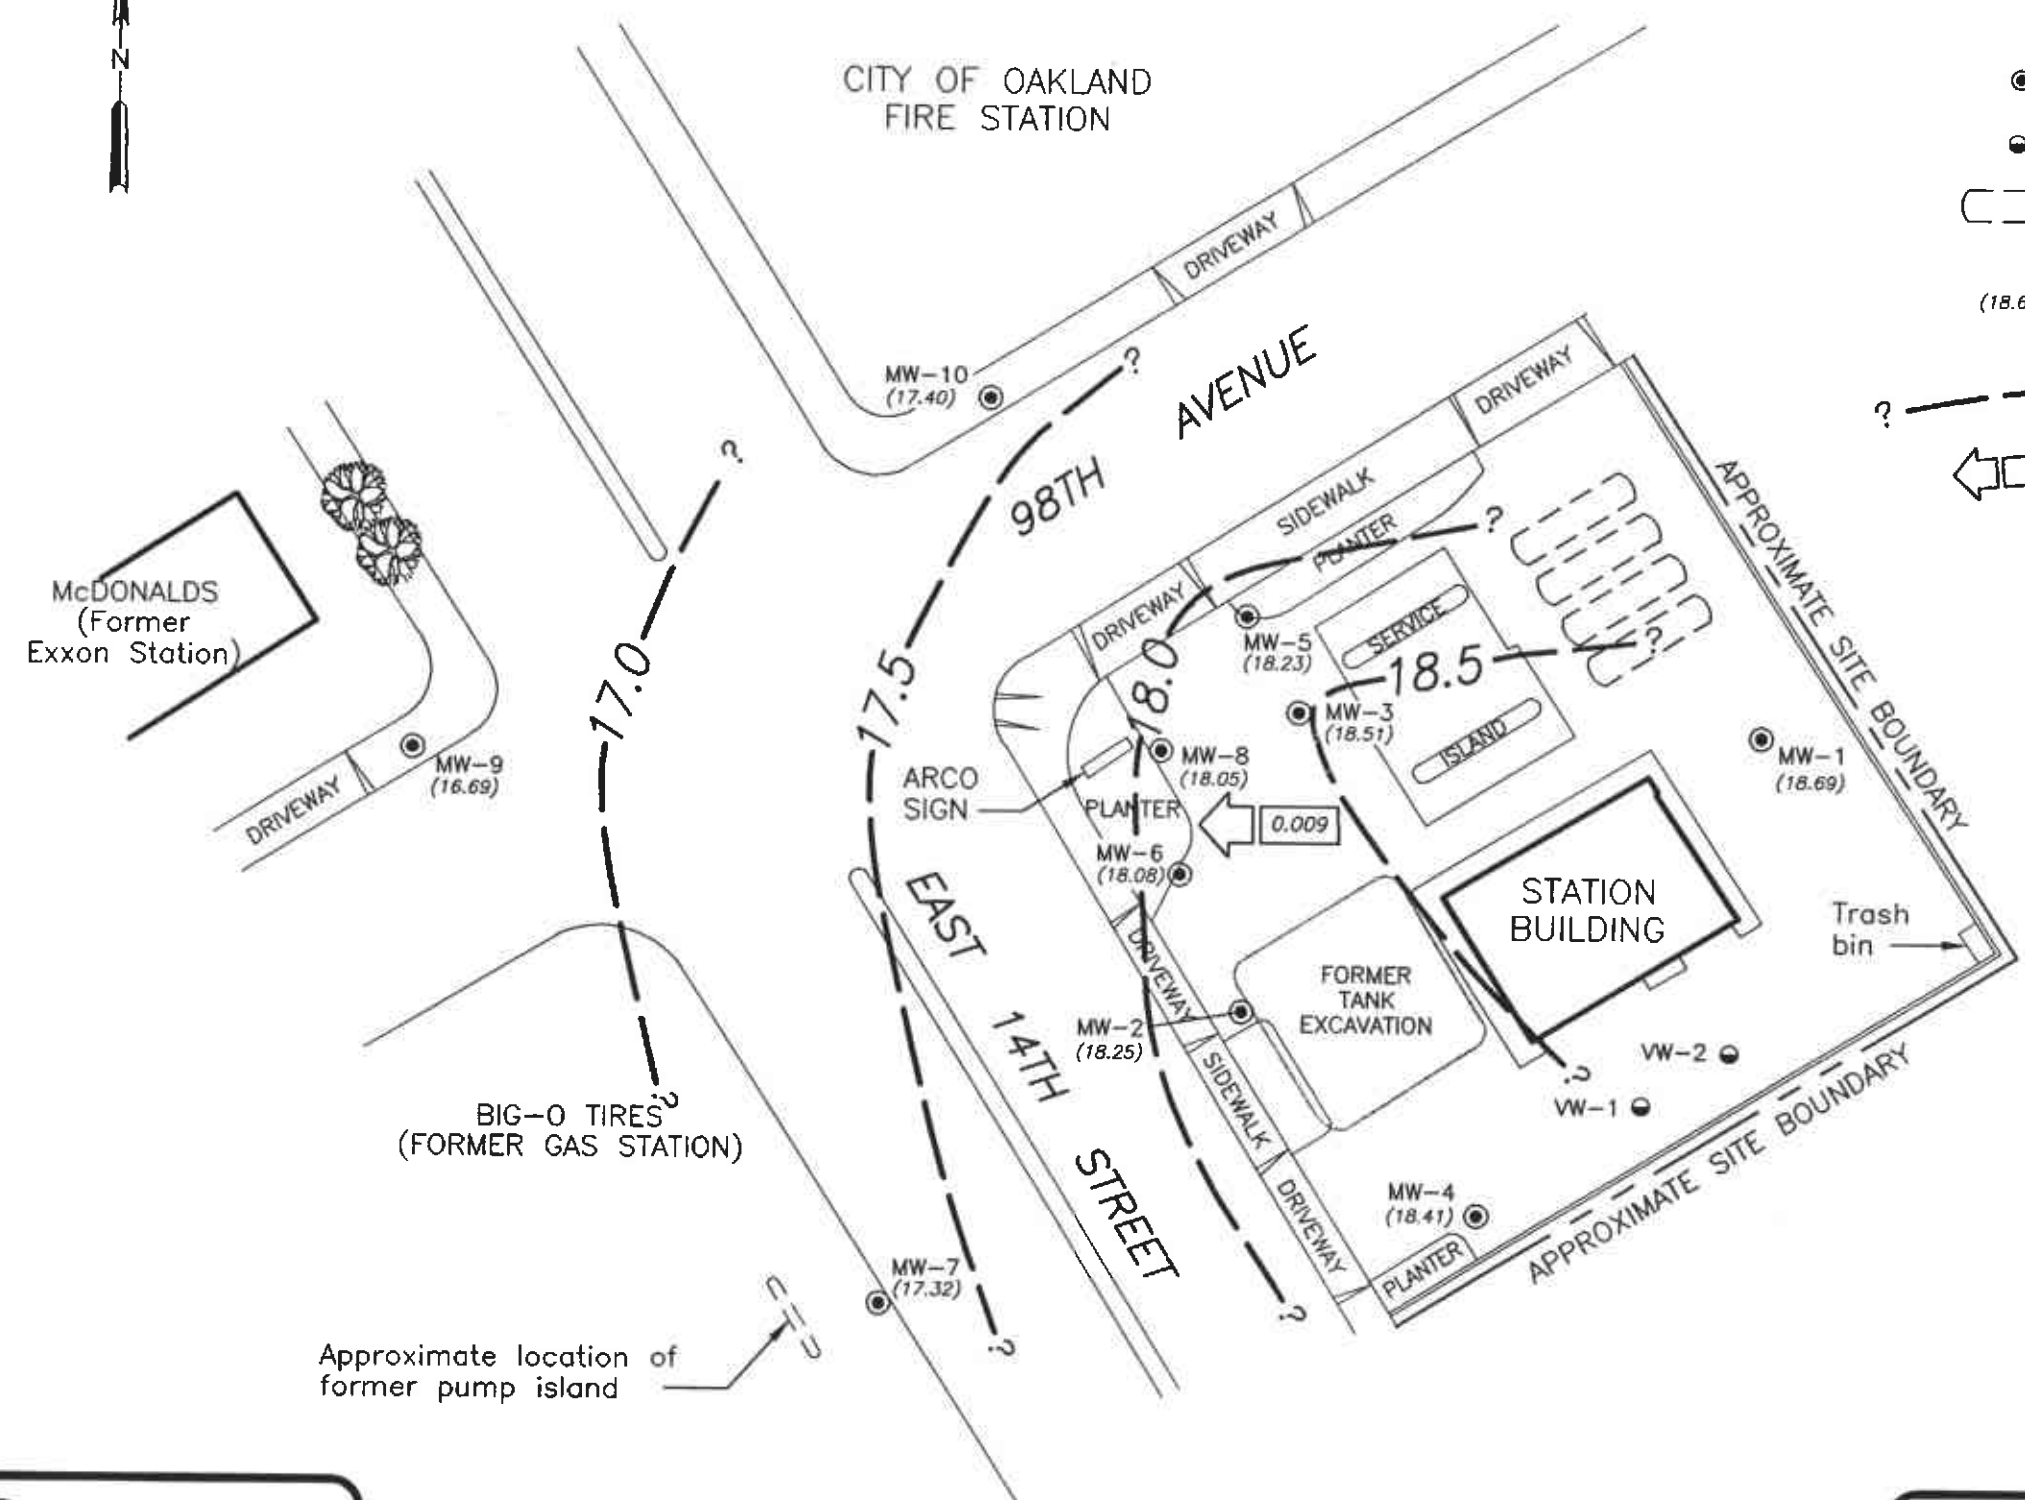 N
CITY OF OAKLAND
FIRE STATION
DRIVEWAY
(18.6
?
?
MW-10
(17.40)
98TH AVENUE
DRIVEWAY
SIDEWALK
PLANTER
?
?
McDONALDS
(Former
Exxon Station)
DRIVEWAY
MW-5
(18.23)
SERVICE
ISLAND
18.5
?
APPROXIMATE SITE BOUNDARY
17.0
17.5
18.0
MW-3
(18.51)
MW-9
(16.69)
DRIVEWAY
ARCO
SIGN
MW-8
(18.05)
MW-1
(18.69)
PLANTER
0.009
MW-6
(18.08)
STATION
BUILDING
Trash
bin
EAST 14TH STREET
DRIVEWAY
FORMER
TANK
EXCAVATION
MW-2
(18.25)
SIDEWALK
VW-2
?
VW-1
?
BIG-O TIRES
(FORMER GAS STATION)
APPROXIMATE SITE BOUNDARY
DRIVEWAY
MW-4
(18.41)
PLANTER
MW-7
(17.32)
?
?
Approximate location of
former pump island